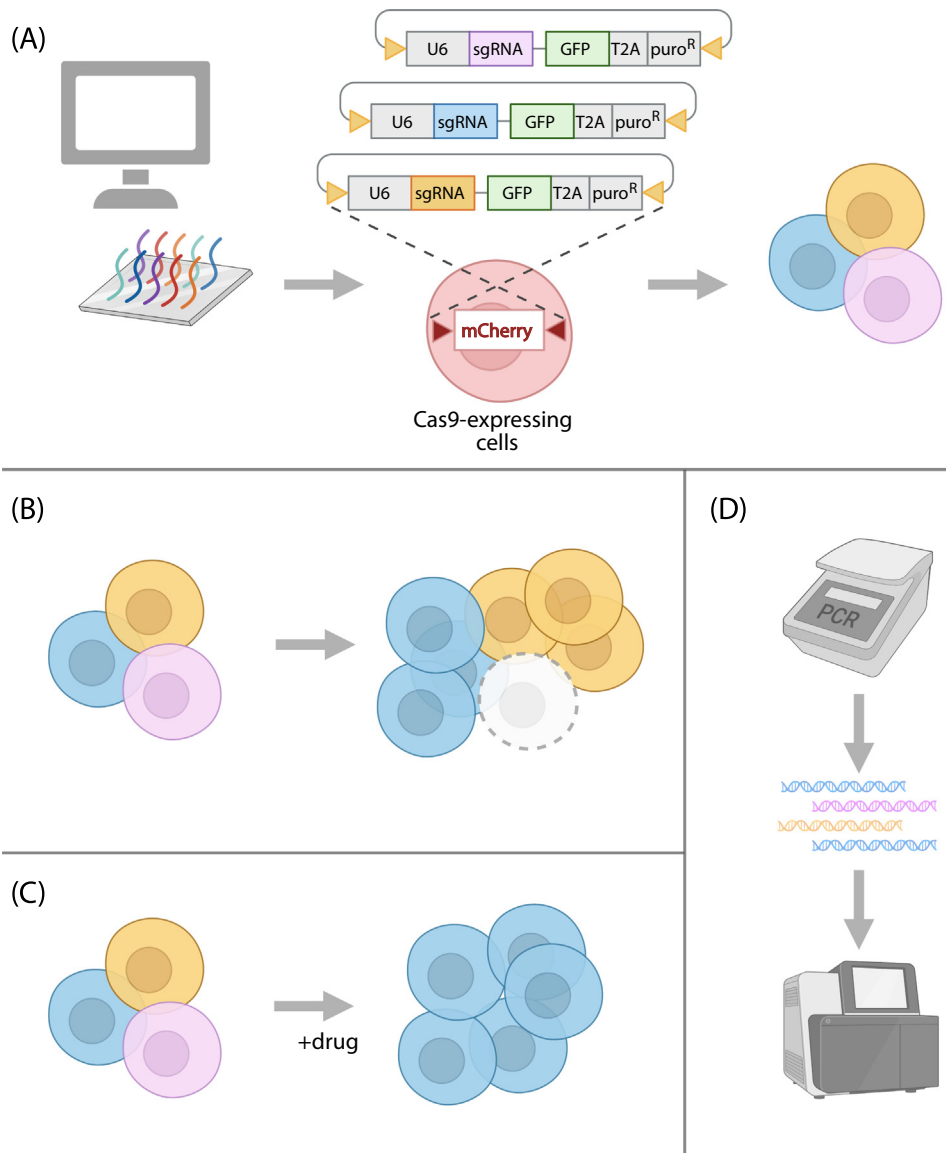 (A)
U6 sgRNA GFP T2A puroR
U6 sgRNA GFP T2A puroR
U6 sgRNA GFP T2A puroR
mCherry
Cas9-expressing
cells
(B)
(C)
+drug
(D)
PCR